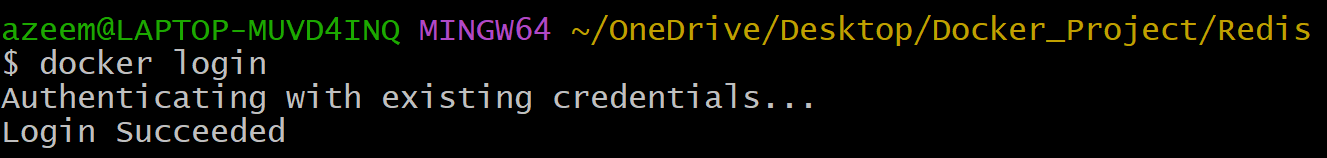 azeem@LAPTOP-MUVD4INQ MINGW64 ~/OneDrive/Desktop/Docker_Project/Redis
$ docker login
Authenticating with existing credentials...
Login Succeeded